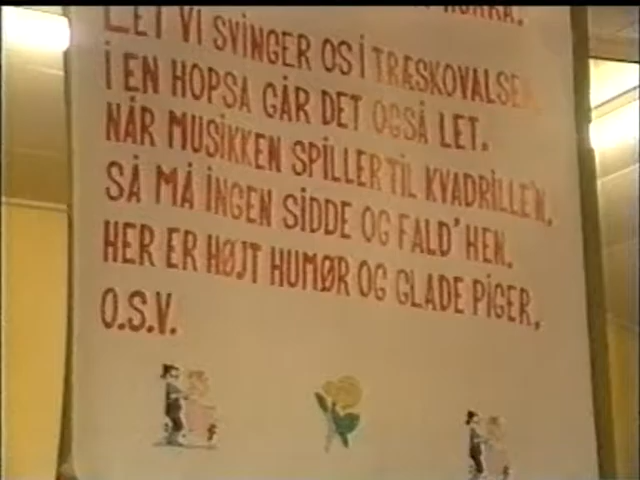 HURRA.
LET VI SVINGER OS I TRÆSKOVALSEN
I EN HOPSA GÅR DET OGSÅ LET.
NÅR MUSIKKEN SPILLER TIL KVADRILLE'N,
SÅ MÅ INGEN SIDDE OG FALD' HEN.
HER ER HØJT HUMØR OG GLADE PIGER,
O.S.V.